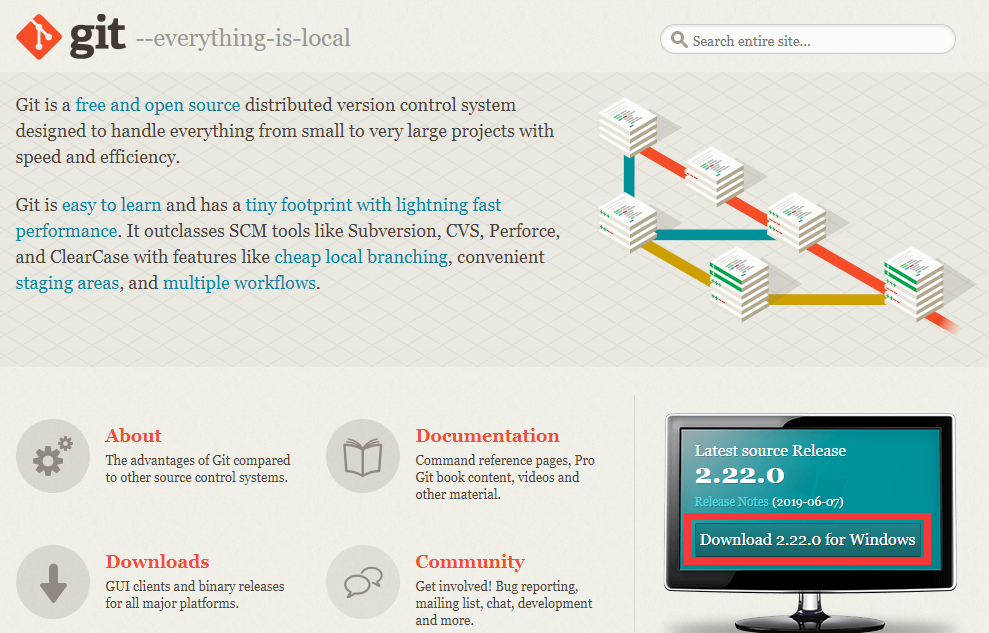 git --everything-is-local
Search entire site...
Git is a free and open source distributed version control system
designed to handle everything from small to very large projects with
speed and efficiency.
Git is easy to learn and has a tiny footprint with lightning fast
performance. It outclasses SCM tools like Subversion, CVS, Perforce,
and ClearCase with features like cheap local branching, convenient
staging areas, and multiple workflows.
About
The advantages of Git compared
to other source control systems.
Documentation
Command reference pages, Pro
Git book content, videos and
other material.
Downloads
GUI clients and binary releases
for all major platforms.
Community
Get involved! Bug reporting,
mailing list, chat, development
and more.
Latest source Release
2.22.0
Release Notes (2019-06-07)
Download 2.22.0 for Windows